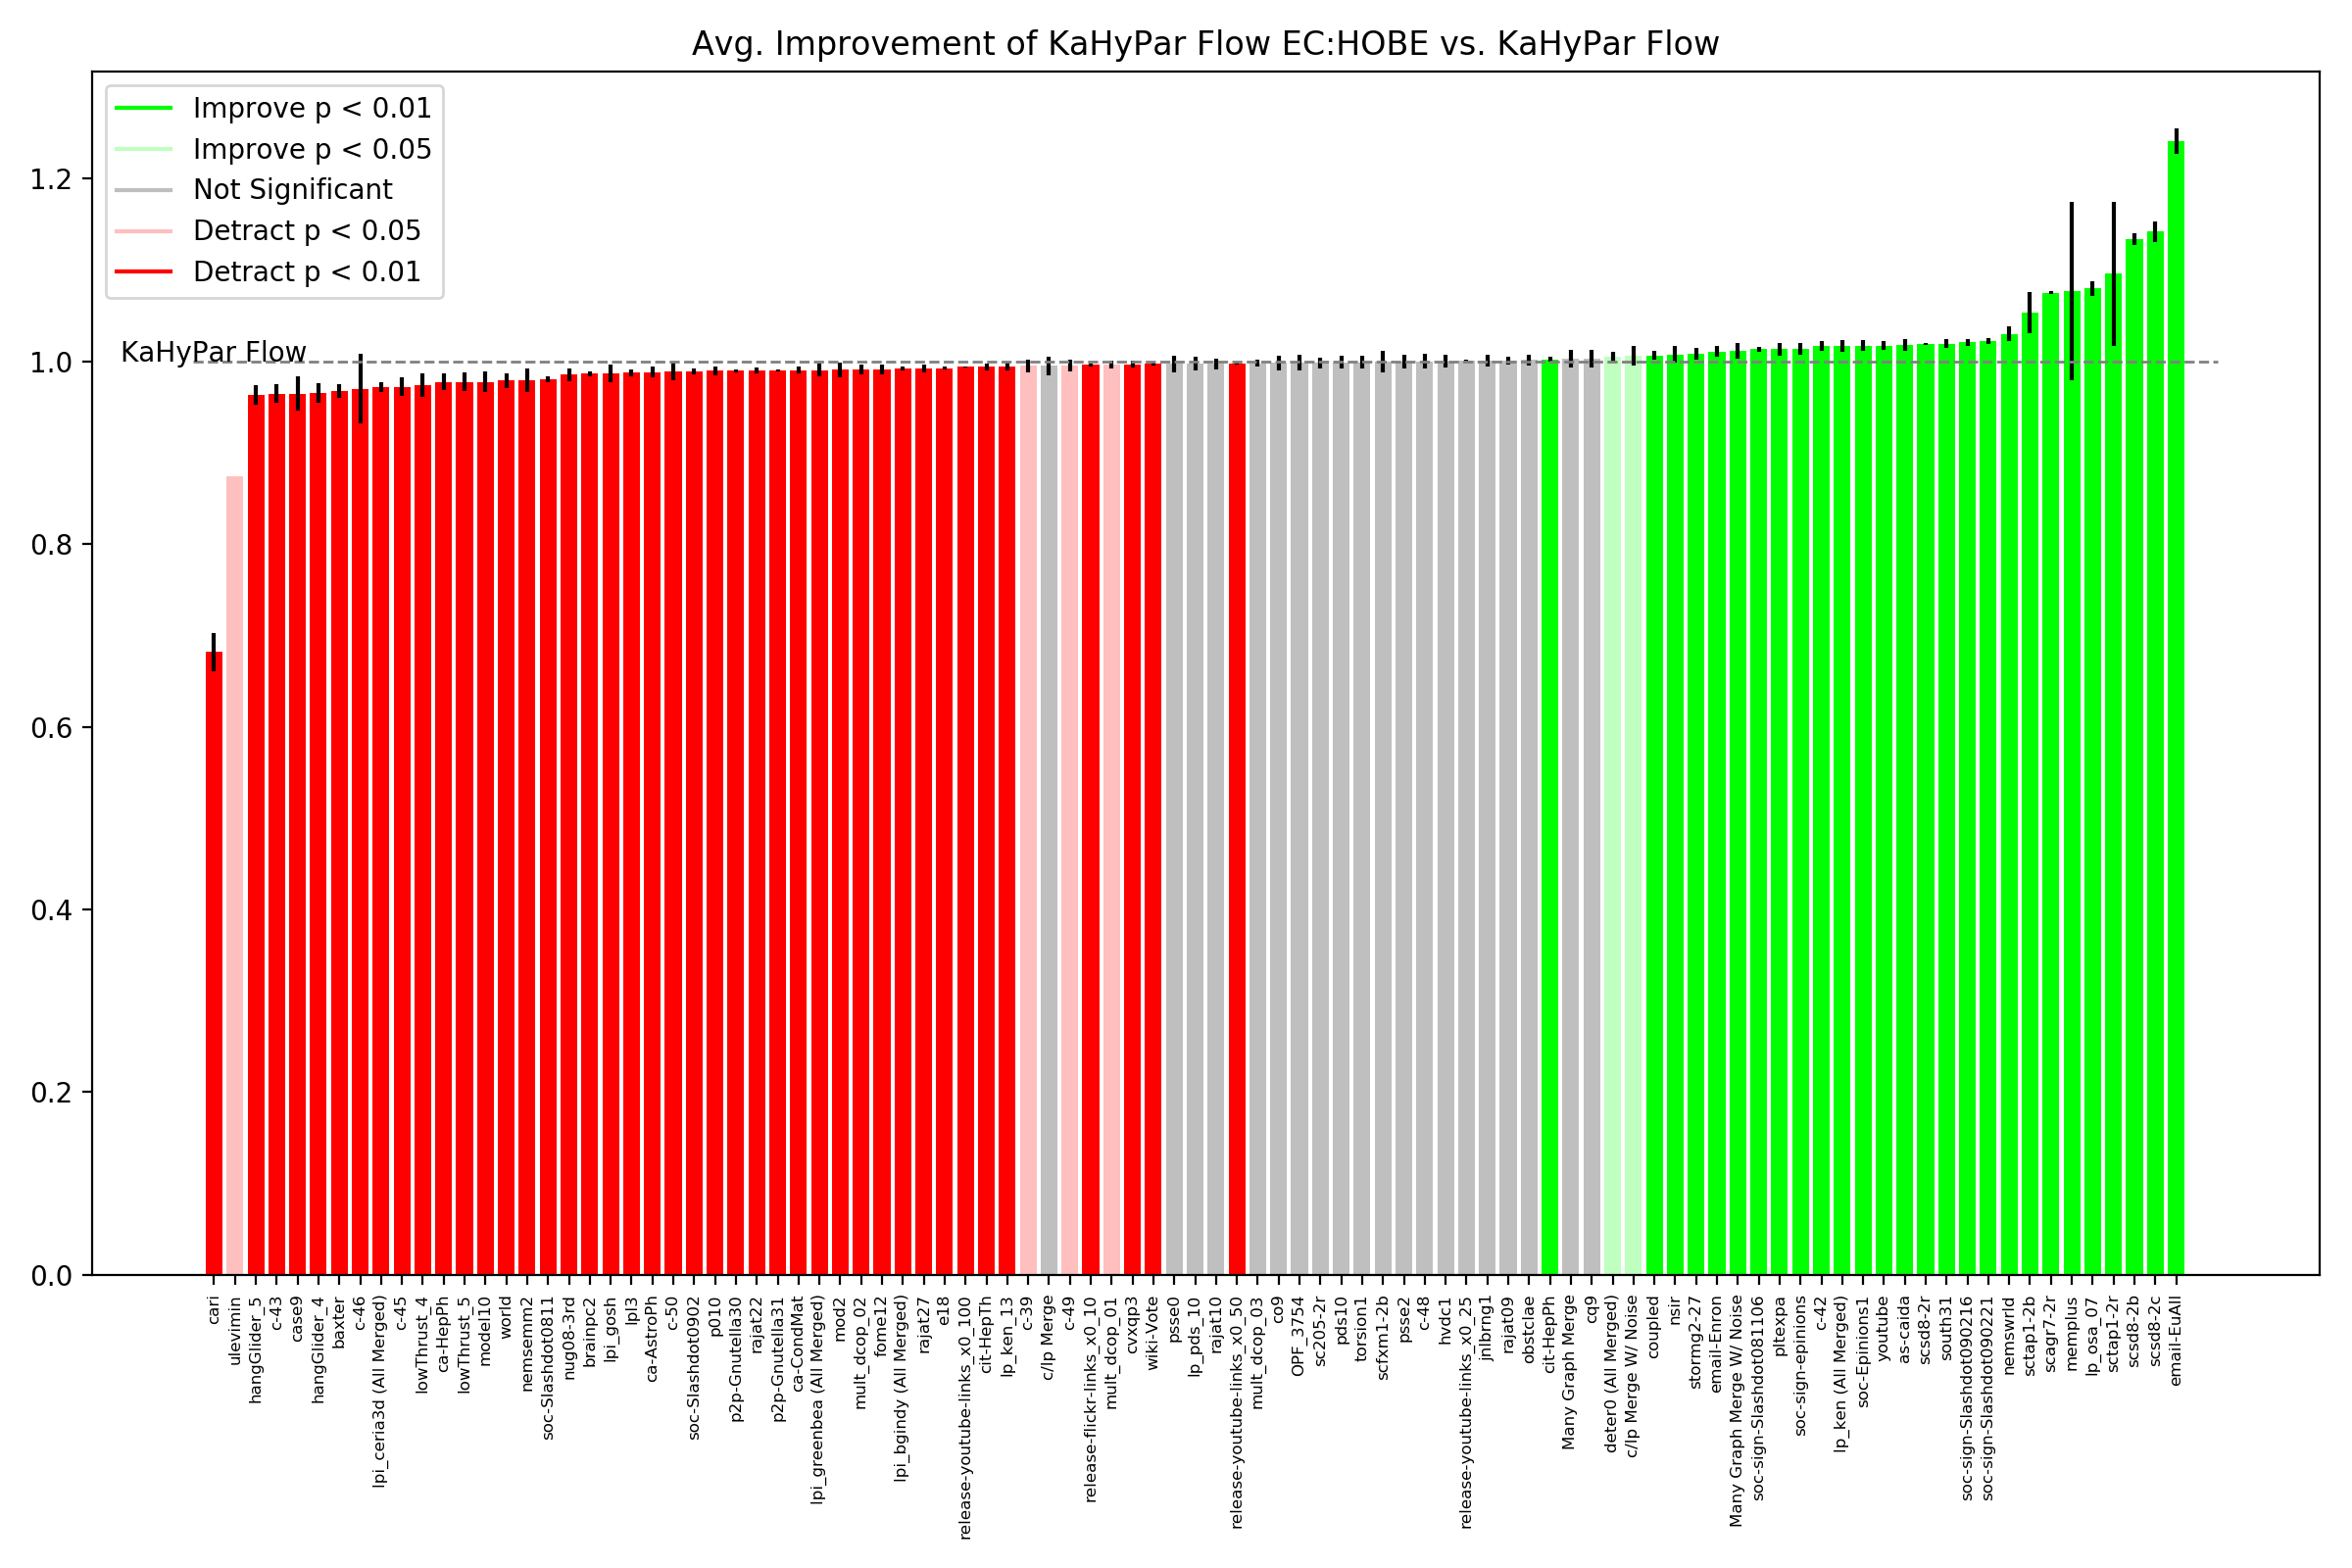 Avg. Improvement of KaHyPar Flow EC:HOBE vs. KaHyPar Flow
Improve p < 0.01
Improve p < 0.05
Not Significant
Detract p < 0.05
Detract p < 0.01
KaHyPar Flow
1.2
1.0
0.8
0.6
0.4
0.2
0.0
cari
ulevimin
hangGlider_5
c-43
case9
hangGlider_4
baxter
c-46
lpi_ceria3d (All Merged)
c-45
lowThrust_4
ca-HepPh
lowThrust_5
model10
world
nemsemm2
soc-Slashdot0811
nug08-3rd
brainpc2
lpi_gosh
lpl3
ca-AstroPh
c-50
soc-Slashdot0902
p010
p2p-Gnutella30
rajat22
p2p-Gnutella31
ca-CondMat
lpi_greenbea (All Merged)
mod2
mult_dcop_02
fome12
lpi_bgindy (All Merged)
rajat27
e18
release-youtube-links_x0_100
cit-HepTh
lp_ken_13
c-39
c/lp Merge
c-49
release-flickr-links_x0_10
mult_dcop_01
cvxqp3
wiki-Vote
psse0
lp_pds_10
rajat10
release-youtube-links_x0_50
mult_dcop_03
co9
OPF_3754
sc205-2r
pds10
torsion1
scfxm1-2b
psse2
c-48
hvdc1
release-youtube-links_x0_25
jnlbrng1
rajat09
obstclae
cit-HepPh
Many Graph Merge
cq9
deter0 (All Merged)
c/lp Merge W/ Noise
coupled
nsir
stormg2-27
email-Enron
Many Graph Merge W/ Noise
soc-sign-Slashdot081106
pltexpa
soc-sign-epinions
c-42
lp_ken (All Merged)
soc-Epinions1
youtube
as-caida
scsd8-2r
south31
soc-sign-Slashdot090216
soc-sign-Slashdot090221
nemswrld
sctap1-2b
scagr7-2r
memplus
lp_osa_07
sctap1-2r
scsd8-2b
scsd8-2c
email-EuAll